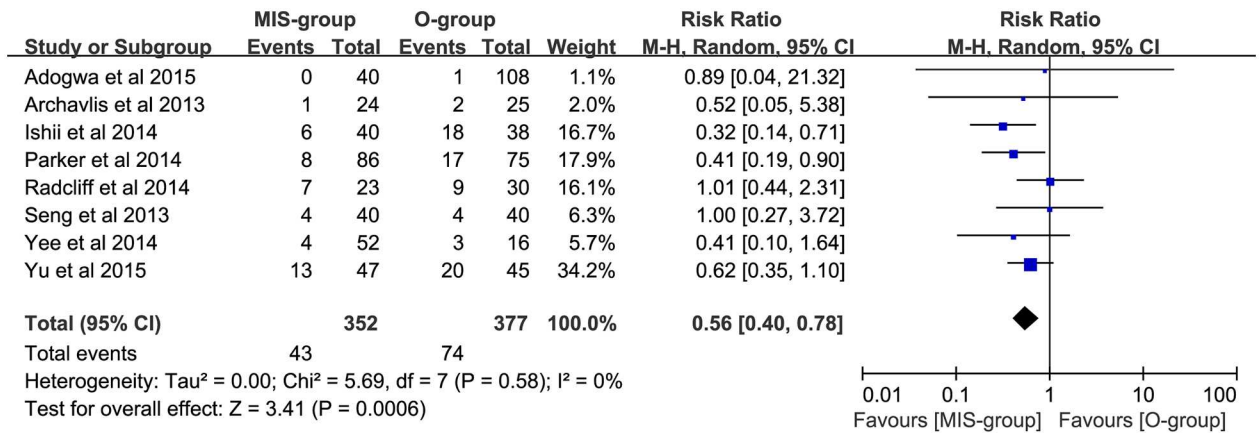 MIS-group O-group Risk Ratio Risk Ratio
Study or Subgroup Events Total Events Total Weight M-H, Random, 95% CI M-H, Random, 95% CI
Adogwa et al 2015 0 40 1 108 1.1% 0.89 [0.04, 21.32]
Archavlis et al 2013 1 24 2 25 2.0% 0.52 [0.05, 5.38]
Ishii et al 2014 6 40 18 38 16.7% 0.32 [0.14, 0.71]
Parker et al 2014 8 86 17 75 17.9% 0.41 [0.19, 0.90]
Radcliff et al 2014 7 23 9 30 16.1% 1.01 [0.44, 2.31]
Seng et al 2013 4 40 4 40 6.3% 1.00 [0.27, 3.72]
Yee et al 2014 4 52 3 16 5.7% 0.41 [0.10, 1.64]
Yu et al 2015 13 47 20 45 34.2% 0.62 [0.35, 1.10]
Total (95% CI) 352 377 100.0% 0.56 [0.40, 0.78]
Total events 43 74
Heterogeneity: Tau² = 0.00; Chi² = 5.69, df = 7 (P = 0.58); I² = 0%
Test for overall effect: Z = 3.41 (P = 0.0006)
0.01 0.1 1 10 100
Favours [MIS-group] Favours [O-group]